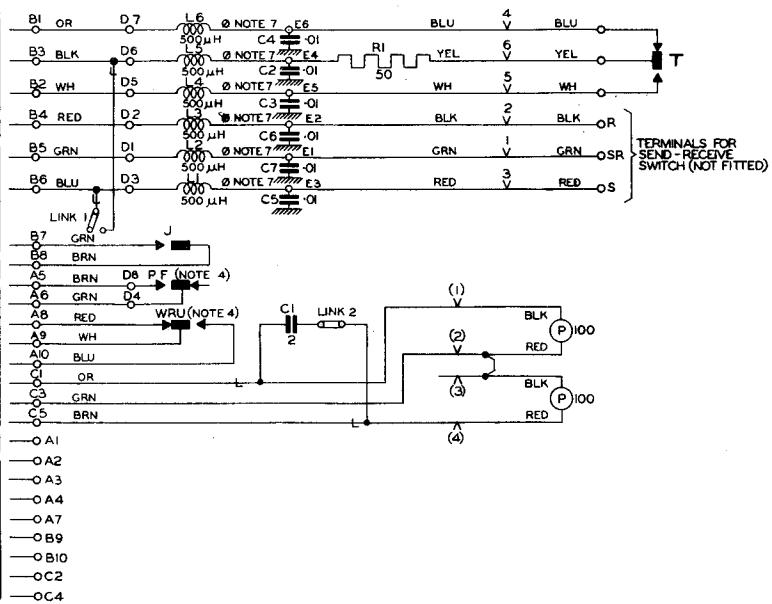 B1 OR D7 L6 Ø NOTE 7 E6 BLU 4 BLU
500µH C4 ·01
B3 BLK D6 L5 Ø NOTE 7 E4 R1 YEL 6 YEL T
500µH C2 ·01 50
B2 WH D5 L4 Ø NOTE 7 E5 WH 5 WH
500µH C3 ·01
B4 RED D2 L3 Ø NOTE 7 E2 BLK 2 BLK R
500µH C6 ·01
B5 GRN D1 L2 Ø NOTE 7 E1 GRN 1 GRN SR
500µH C7 ·01
TERMINALS FOR
SEND-RECEIVE
SWITCH (NOT FITTED)
B6 BLU D3 L1 Ø NOTE 7 E3 RED 3 RED S
500µH C5 ·01
L L
LINK 1
B7 GRN J
B8 BRN
A5 BRN D8 P F (NOTE 4)
A6 GRN D4
A8 RED WRU (NOTE 4)
A9 WH
A10 BLU
C1 OR L
C3 GRN
C5 BRN L
C1 LINK 2
2
(1)
BLK
P 100
(2) RED
(3) BLK
P 100
RED
(4)
A1
A2
A3
A4
A7
B9
B10
C2
C4